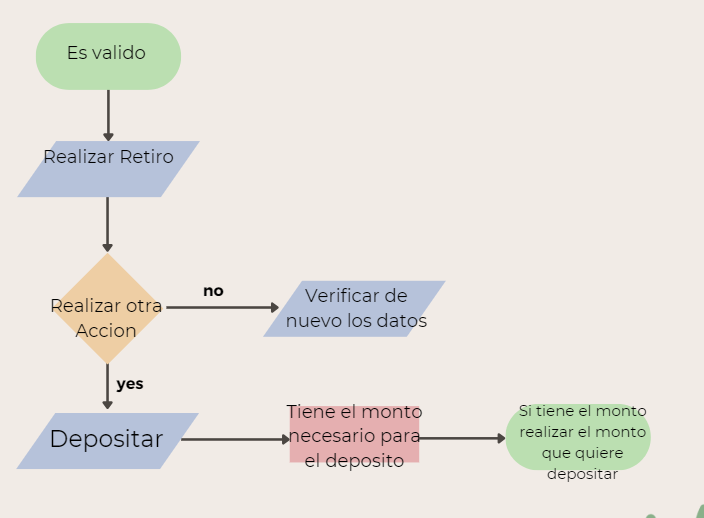 Es valido
Realizar Retiro
Realizar otra
Accion
no
Verificar de
nuevo los datos
yes
Depositar
Tiene el monto
necesario para
el deposito
Si tiene el monto
realizar el monto
que quiere
depositar